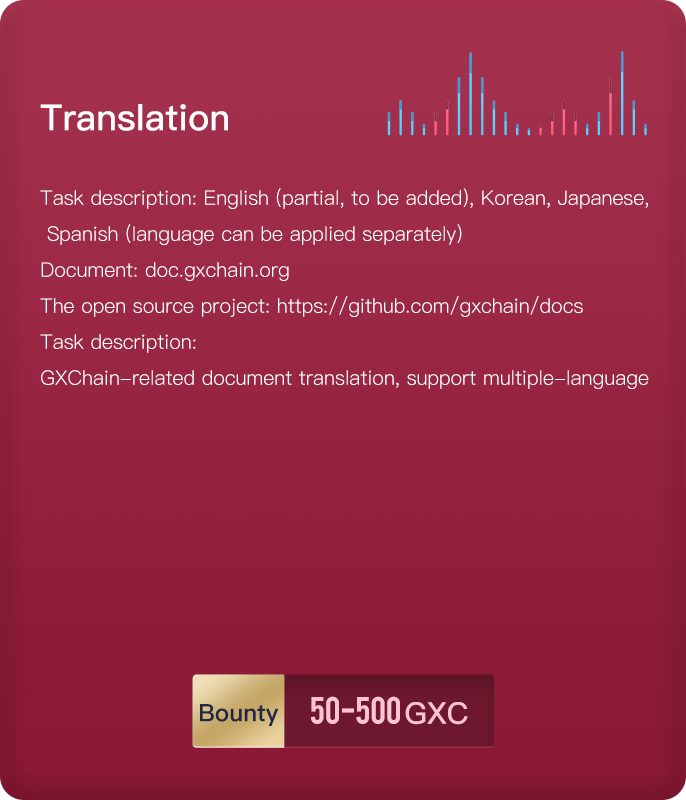 Translation
Task description: English (partial, to be added), Korean, Japanese,
Spanish (language can be applied separately)
Document: doc.gxchain.org
The open source project: https://github.com/gxchain/docs
Task description:
GXChain-related document translation, support multiple-language
Bounty 50-500 GXC